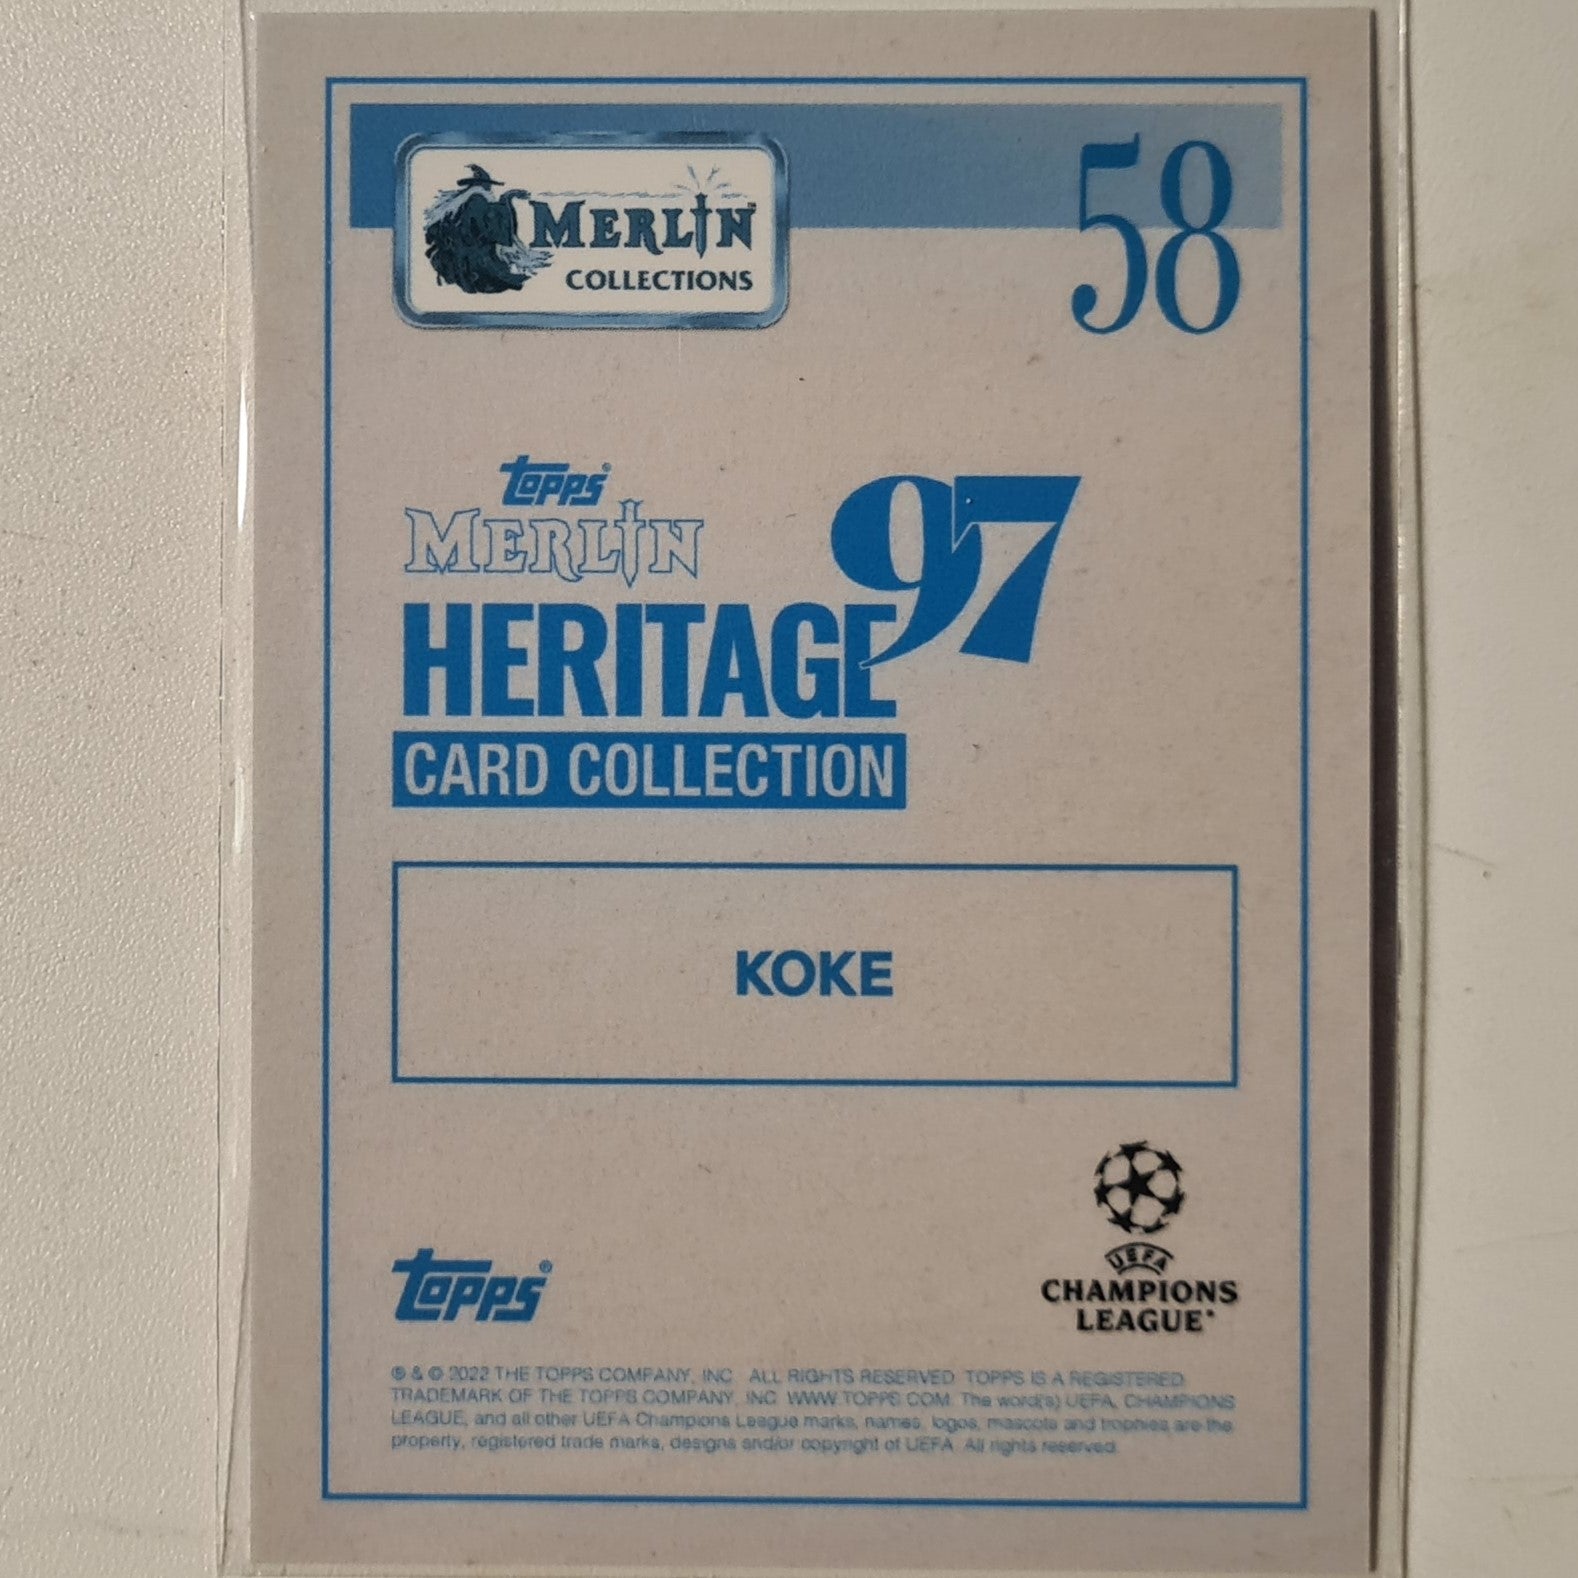 MERLIN™
COLLECTIONS
58
topps®
MERLIN
HERITAGE 97
CARD COLLECTION
KOKE
topps®
UEFA
CHAMPIONS
LEAGUE
® & © 2022 THE TOPPS COMPANY, INC. ALL RIGHTS RESERVED. TOPPS IS A REGISTERED
TRADEMARK OF THE TOPPS COMPANY, INC. WWW.TOPPS.COM. The word(s) UEFA, CHAMPIONS
LEAGUE, and all other UEFA Champions League marks, names, logos, mascots and trophies are the
property, registered trade marks, designs and/or copyright of UEFA. All rights reserved.